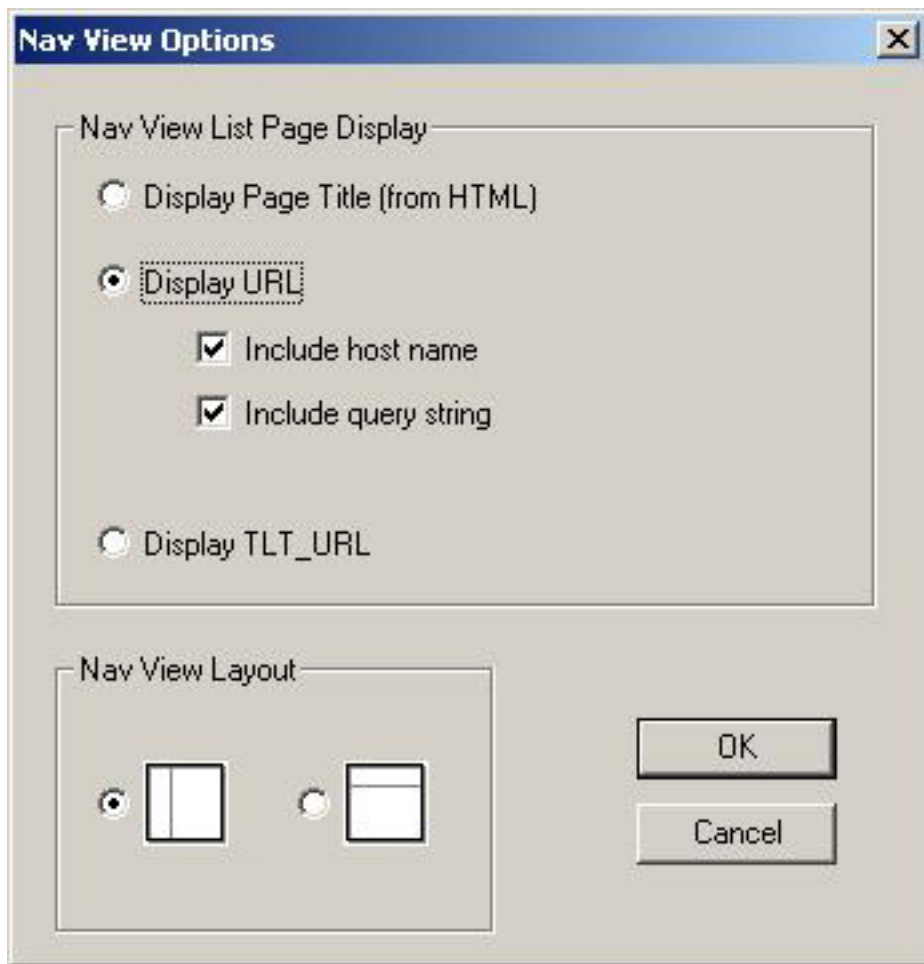 Nav View Options
Nav View List Page Display
Display Page Title (from HTML)
Display URL
Include host name
Include query string
Display TLT_URL
Nav View Layout
OK
Cancel